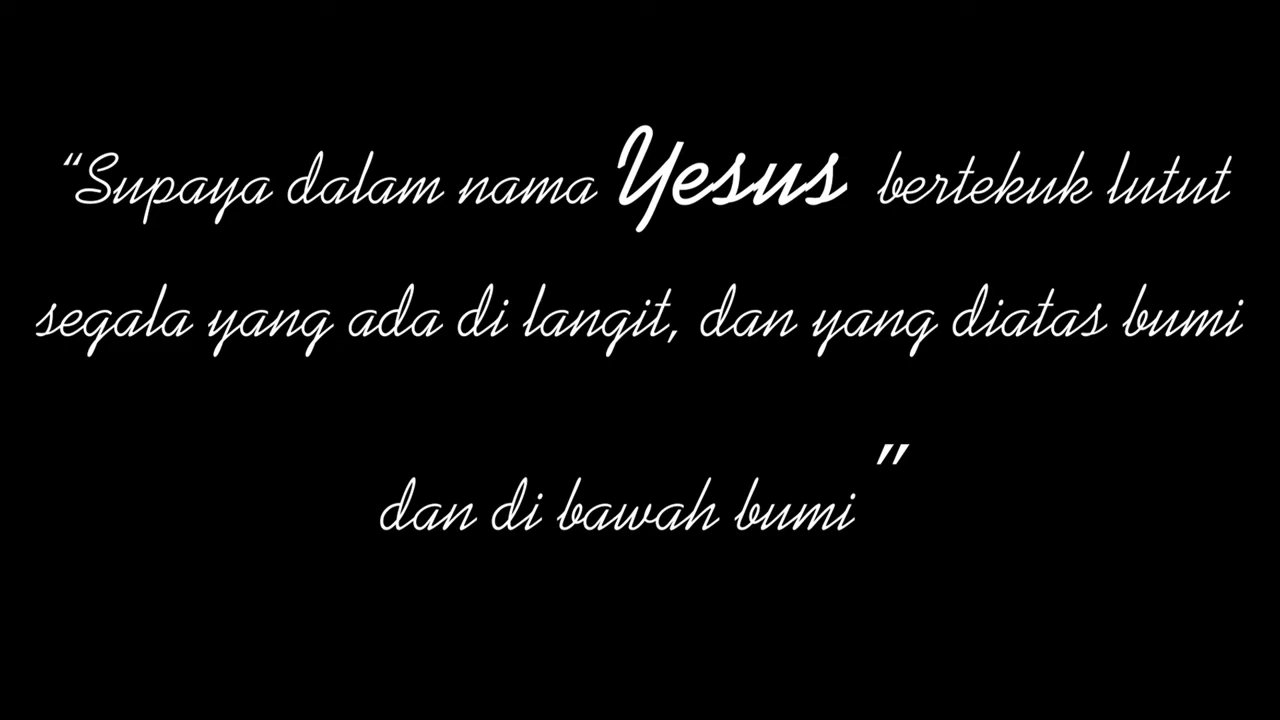 “Supaya dalam nama Yesus bertekuk lutut
segala yang ada di langit, dan yang diatas bumi
dan di bawah bumi ”